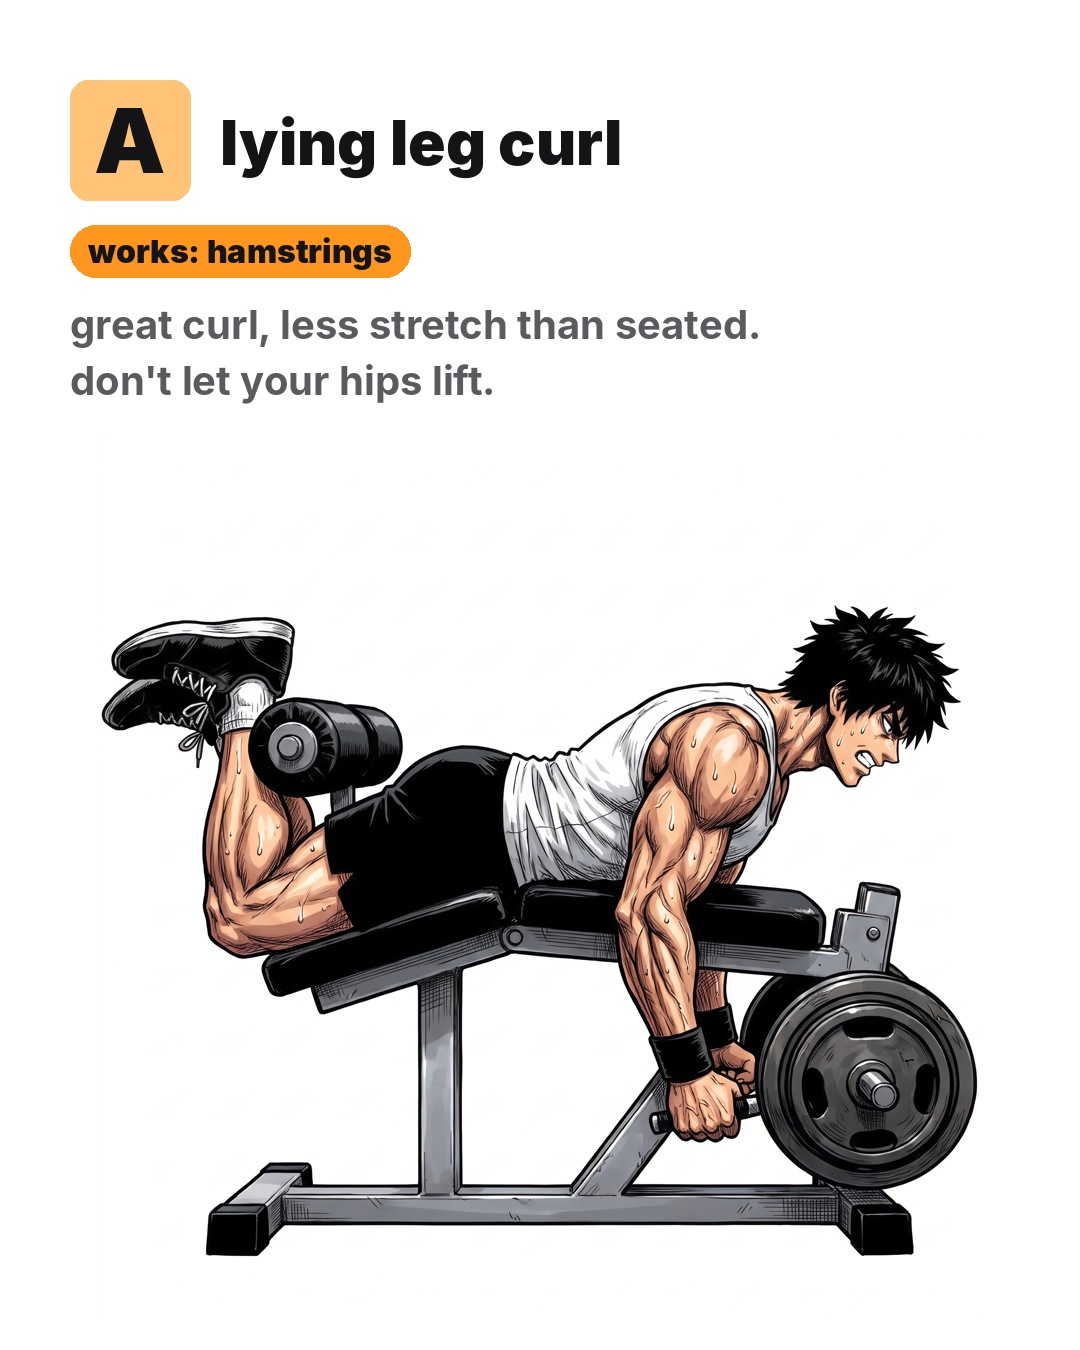 A lying leg curl
works: hamstrings
great curl, less stretch than seated.
don't let your hips lift.